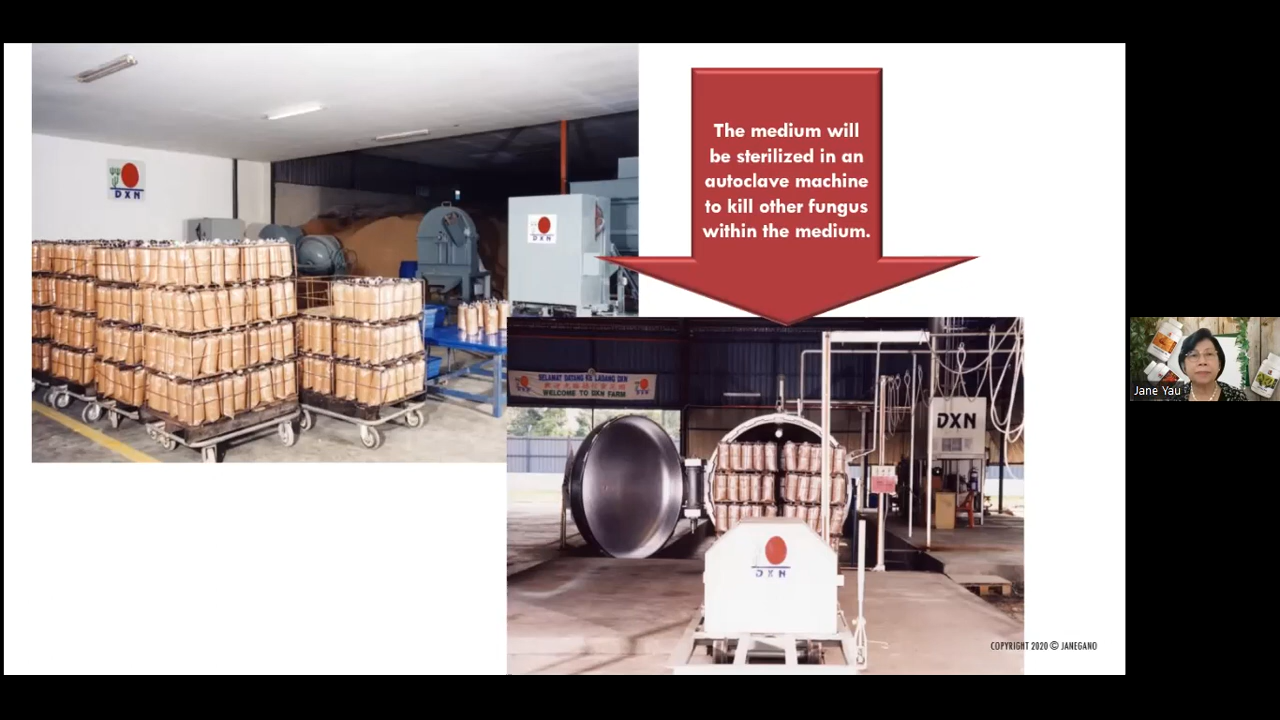 DXN
DXN
The medium will
be sterilized in an
autoclave machine
to kill other fungus
within the medium.
SELAMAT DATANG KE LADANG DXN
WELCOME TO DXN FARM
DXN
DXN
Jane Yau
COPYRIGHT 2020 © JANEGANO